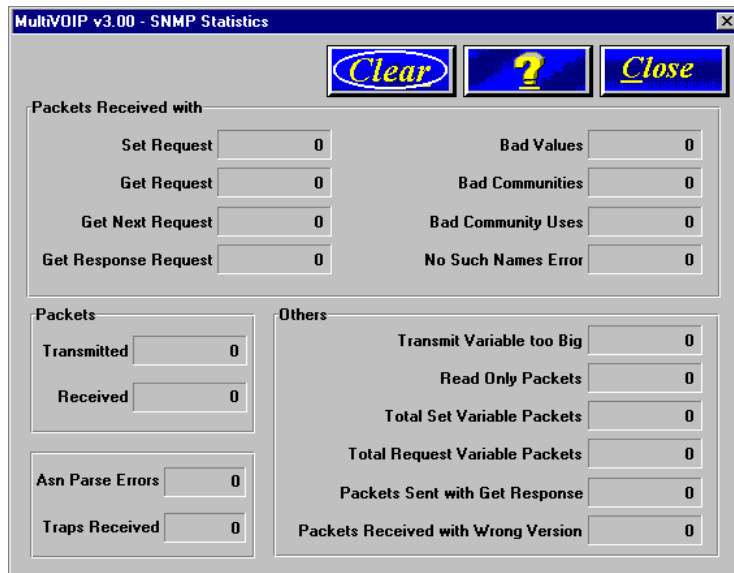 MultiVOIP v3.00 - SNMP Statistics
Clear ? Close
Packets Received with
Set Request 0 Bad Values 0
Get Request 0 Bad Communities 0
Get Next Request 0 Bad Community Uses 0
Get Response Request 0 No Such Names Error 0
Packets
Transmitted 0
Received 0
Asn Parse Errors 0
Traps Received 0
Others
Transmit Variable too Big 0
Read Only Packets 0
Total Set Variable Packets 0
Total Request Variable Packets 0
Packets Sent with Get Response 0
Packets Received with Wrong Version 0